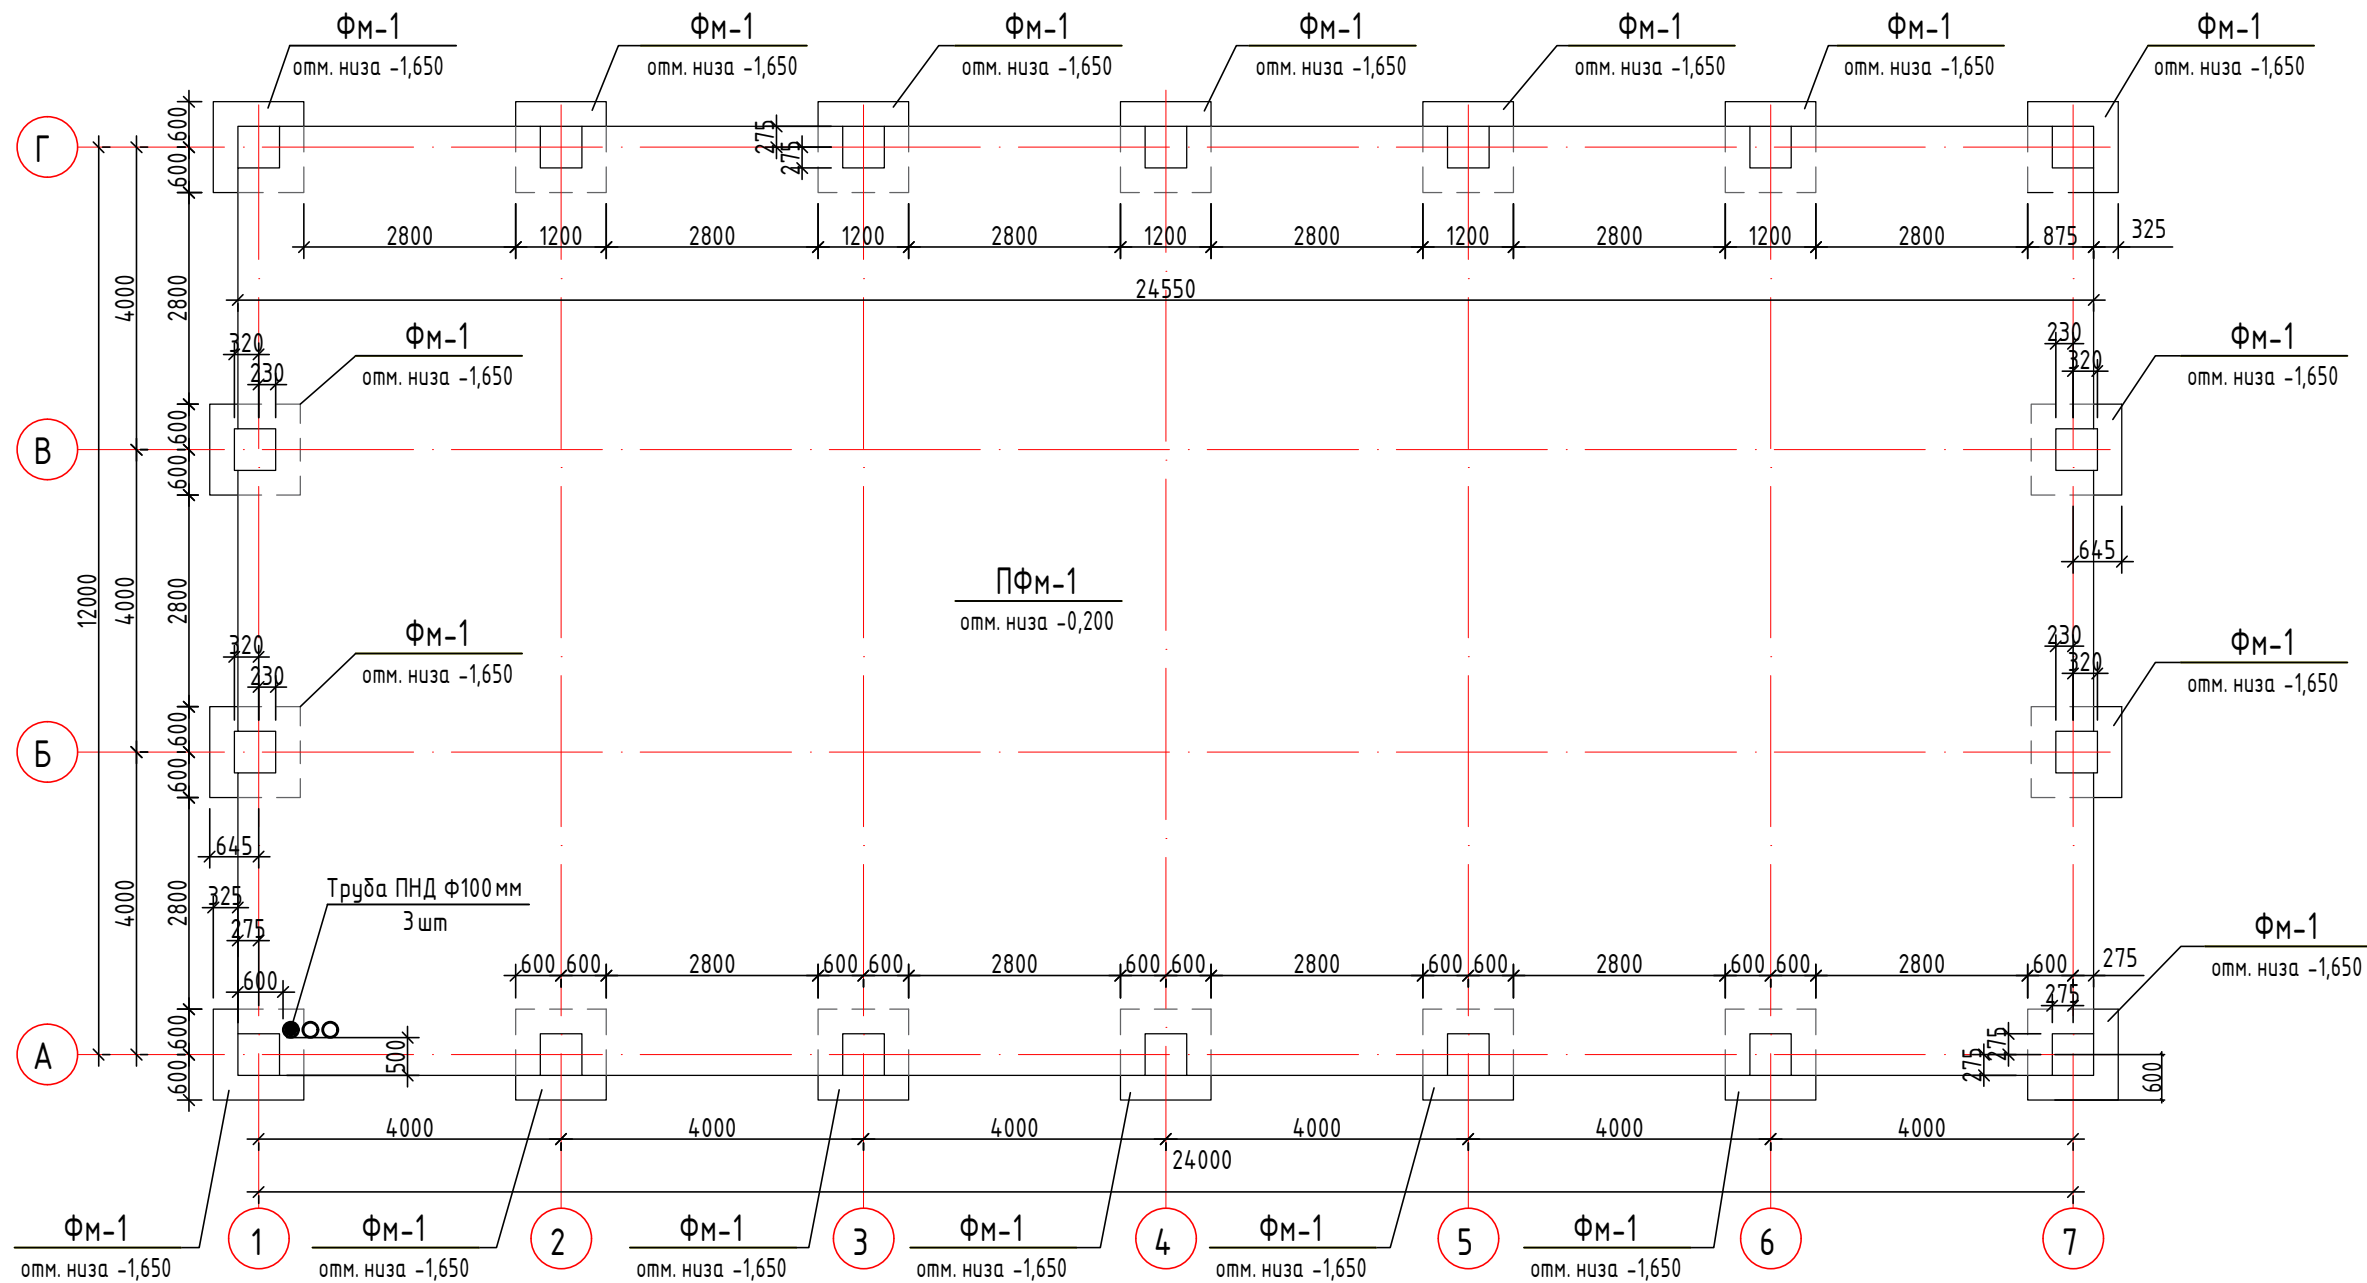 Фм-1 Фм-1 Фм-1 Фм-1 Фм-1 Фм-1 Фм-1
отм. низа -1,650 отм. низа -1,650 отм. низа -1,650 отм. низа -1,650 отм. низа -1,650 отм. низа -1,650 отм. низа -1,650
600
Г
600
275
275
2800 1200 2800 1200 2800 1200 2800 1200 2800 1200 2800 875 325
24550
4000
2800
320
230
Фм-1
отм. низа -1,650
230
320
Фм-1
отм. низа -1,650
600
В
600
645
12000
4000
2800
ПФм-1
отм. низа -0,200
320
230
Фм-1
отм. низа -1,650
230
320
Фм-1
отм. низа -1,650
600
Б
600
645
4000
2800
325
275
600
Труба ПНД Ф100 мм
3 шт
600 600 2800 600 600 2800 600 600 2800 600 600 2800 600 600 2800 600 275
275
Фм-1
отм. низа -1,650
600
А
600
500
275
275
600
4000 4000 4000 4000 4000 4000
24000
Фм-1 Фм-1 Фм-1 Фм-1 Фм-1 Фм-1
отм. низа -1,650 отм. низа -1,650 отм. низа -1,650 отм. низа -1,650 отм. низа -1,650 отм. низа -1,650
1 2 3 4 5 6 7